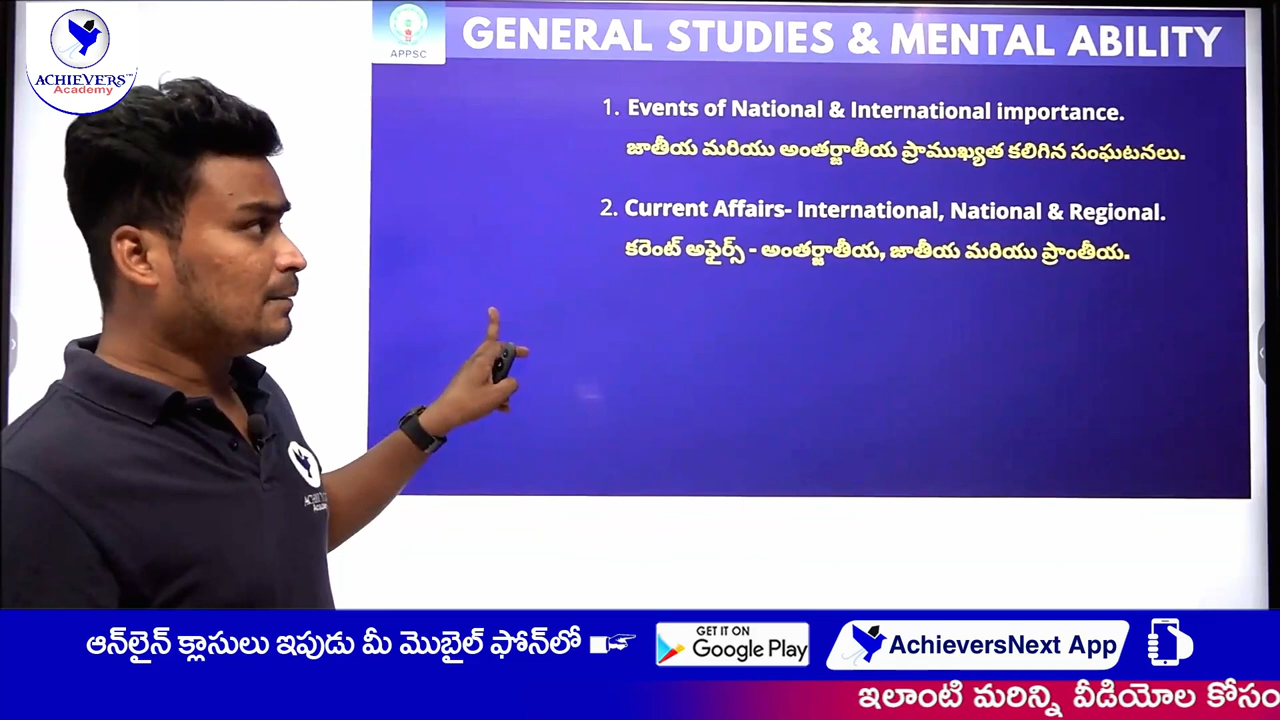 ACHIEVERS
Academy
APPSC
GENERAL STUDIES & MENTAL ABILITY
1. Events of National & International importance.
జాతీయ మరియు అంతర్జాతీయ ప్రాముఖ్యత కలిగిన సంఘటనలు.
2. Current Affairs- International, National & Regional.
కరెంట్ అఫైర్స్ - అంతర్జాతీయ, జాతీయ మరియు ప్రాంతీయ.
Academy
ఆన్‌లైన్ క్లాసులు ఇపుడు మీ మొబైల్ ఫోన్‌లో
GET IT ON
Google Play
AchieversNext App
ఇలాంటి మరిన్ని వీడియోల కోసం